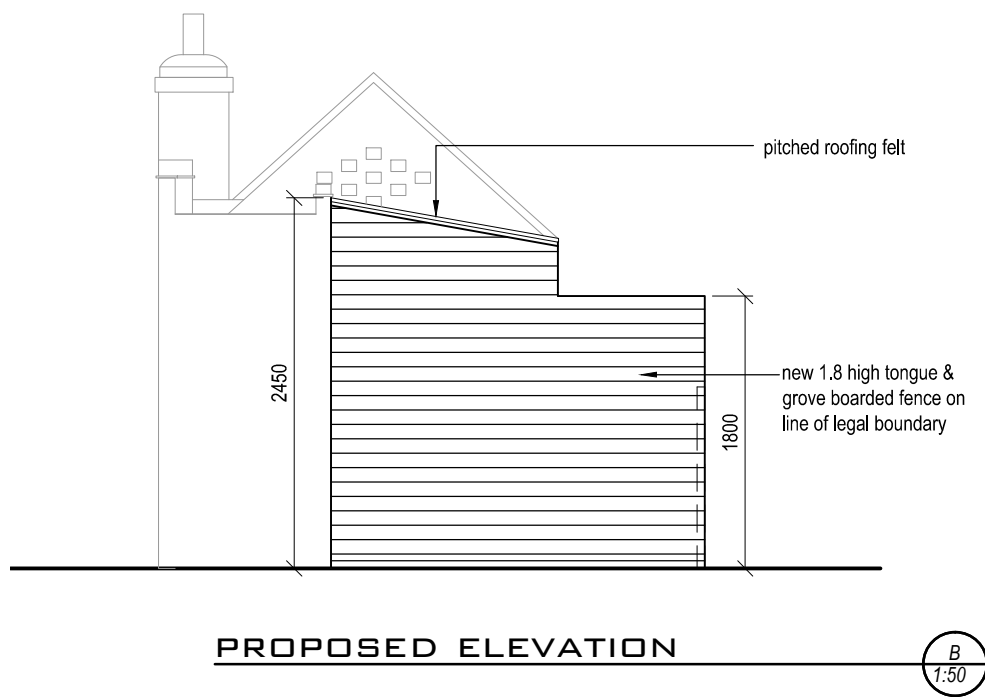 pitched roofing felt
2450
new 1.8 high tongue &
grove boarded fence on
line of legal boundary
1800
PROPOSED ELEVATION
B
1:50